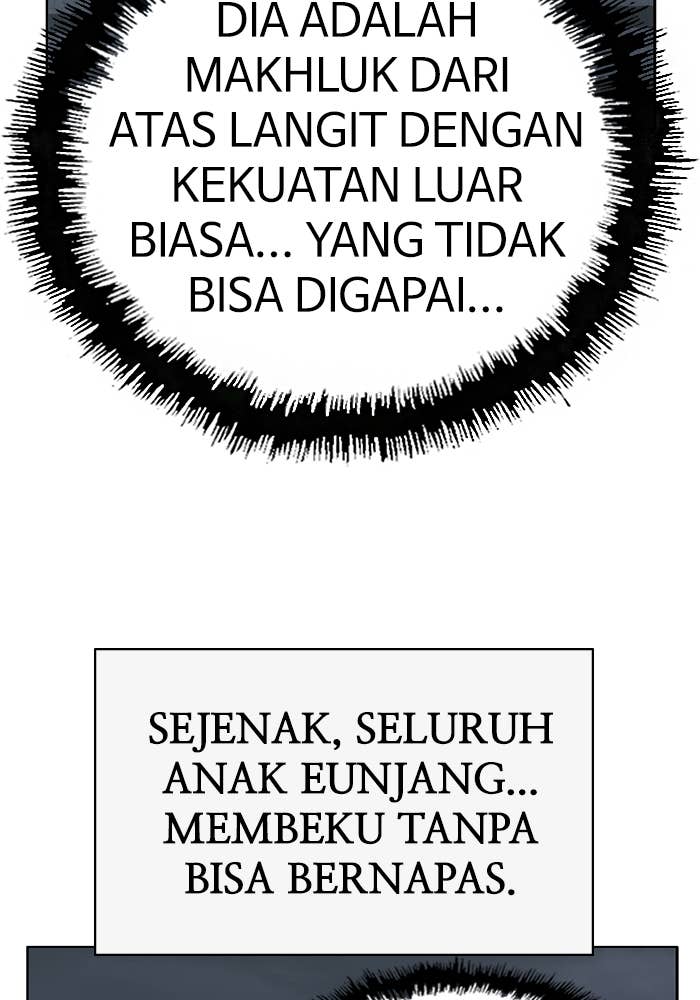 DIA ADALAH
MAKHLUK DARI
ATAS LANGIT DENGAN
KEKUATAN LUAR
BIASA... YANG TIDAK
BISA DIGAPAI...
SEJENAK, SELURUH
ANAK EUNJANG...
MEMBEKU TANPA
BISA BERNAPAS.